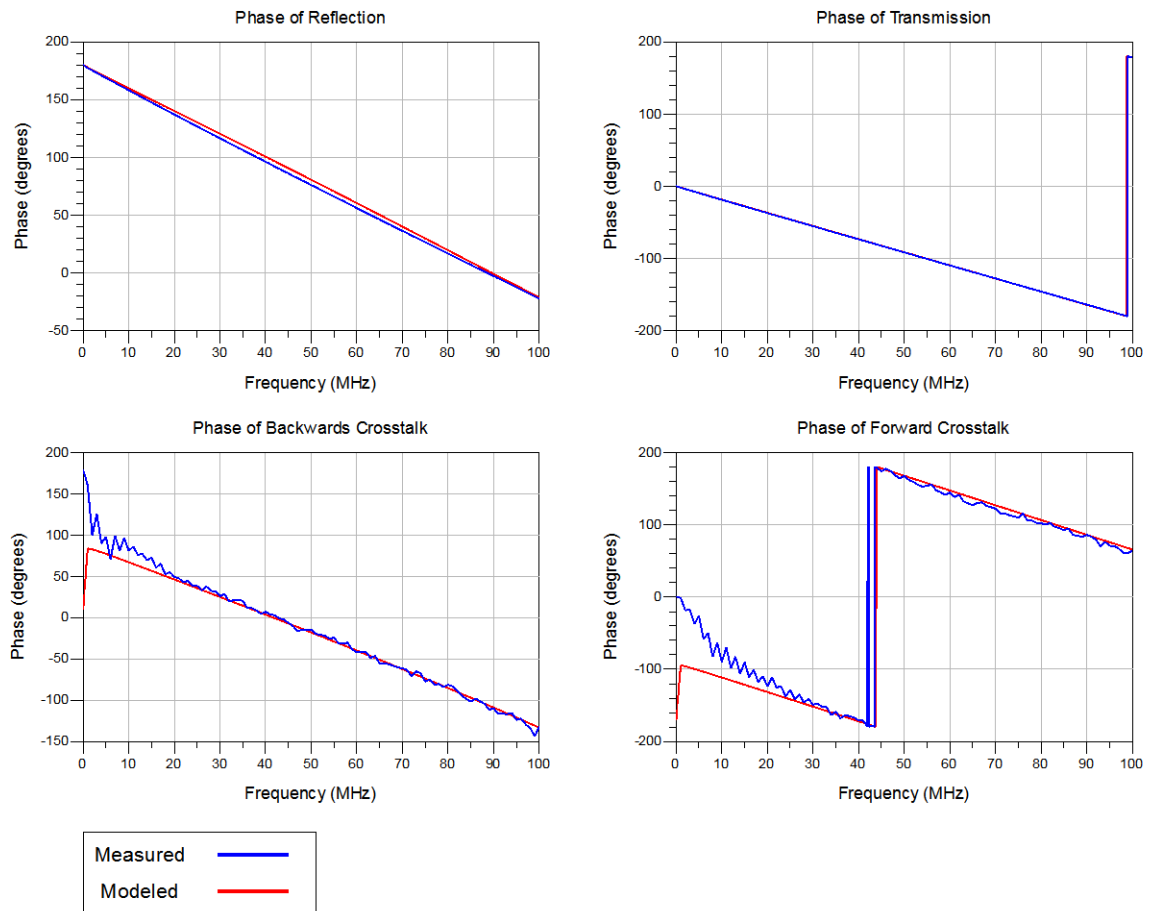 Phase of Reflection
Phase (degrees)
200
150
100
50
0
-50
0 10 20 30 40 50 60 70 80 90 100
Frequency (MHz)
Phase of Transmission
Phase (degrees)
200
100
0
-100
-200
0 10 20 30 40 50 60 70 80 90 100
Frequency (MHz)
Phase of Backwards Crosstalk
Phase (degrees)
200
150
100
50
0
-50
-100
-150
0 10 20 30 40 50 60 70 80 90 100
Frequency (MHz)
Phase of Forward Crosstalk
Phase (degrees)
200
100
0
-100
-200
0 10 20 30 40 50 60 70 80 90 100
Frequency (MHz)
Measured
Modeled